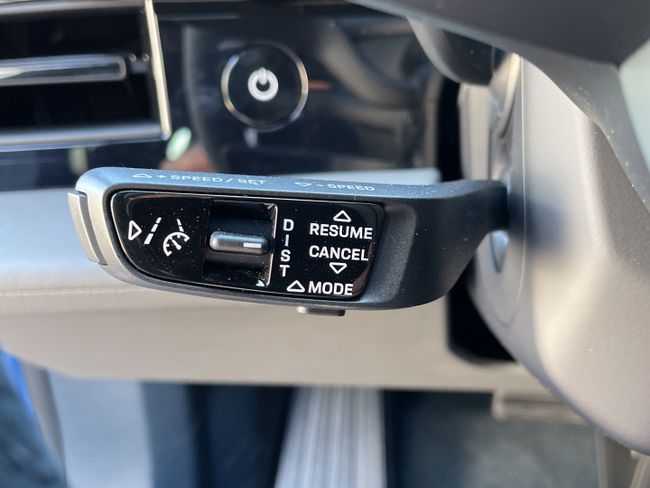 + SPEED / SET
- SPEED
DIST
RESUME
CANCEL
MODE